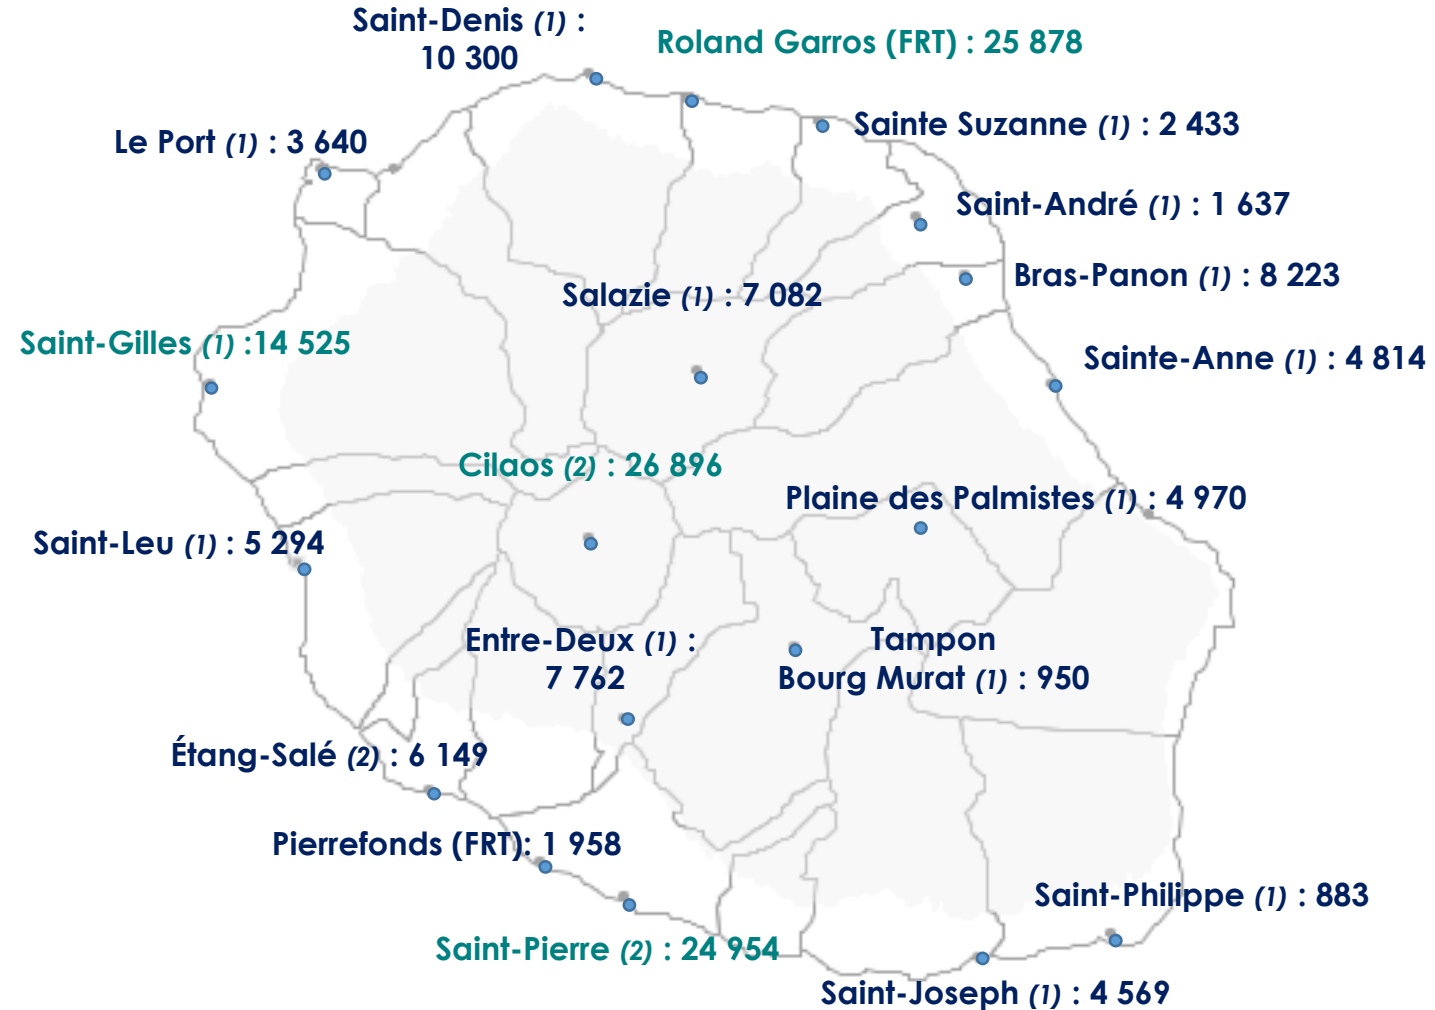 Saint-Denis (1) :
10 300
Roland Garros (FRT) : 25 878
Sainte Suzanne (1) : 2 433
Le Port (1) : 3 640
Saint-André (1) : 1 637
Bras-Panon (1) : 8 223
Salazie (1) : 7 082
Saint-Gilles (1) :14 525
Sainte-Anne (1) : 4 814
Cilaos (2) : 26 896
Plaine des Palmistes (1) : 4 970
Saint-Leu (1) : 5 294
Entre-Deux (1) :
7 762
Tampon
Bourg Murat (1) : 950
Étang-Salé (2) : 6 149
Pierrefonds (FRT): 1 958
Saint-Philippe (1) : 883
Saint-Pierre (2) : 24 954
Saint-Joseph (1) : 4 569